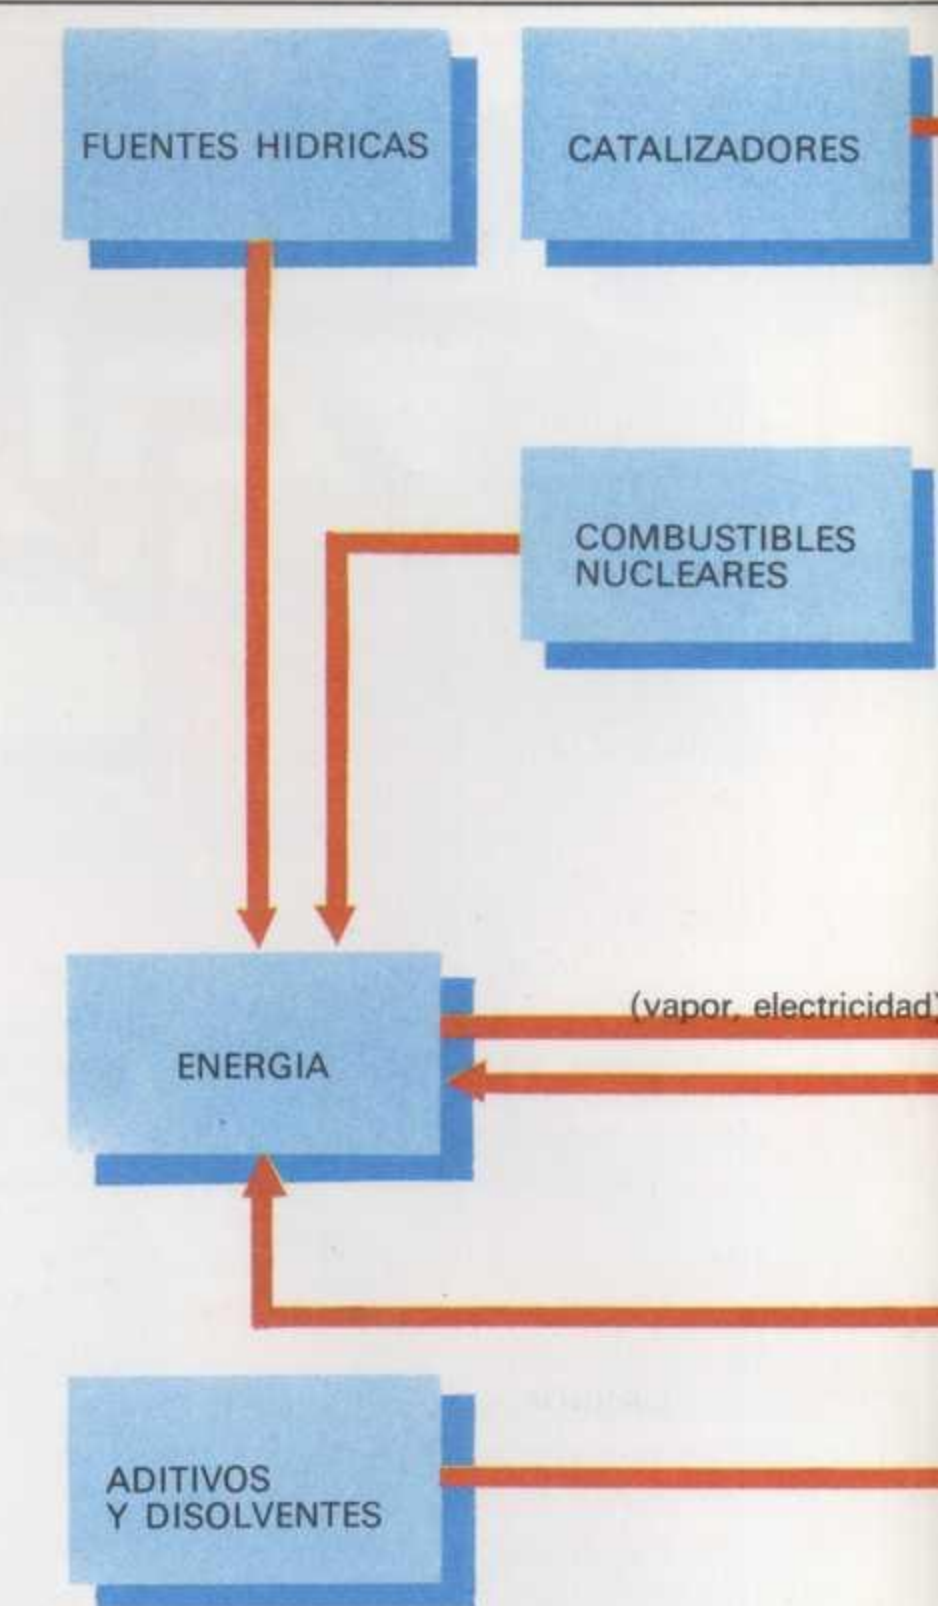 FUENTES HIDRICAS
CATALIZADORES
COMBUSTIBLES
NUCLEARES
(vapor, electricidad)
ENERGIA
ADITIVOS
Y DISOLVENTES